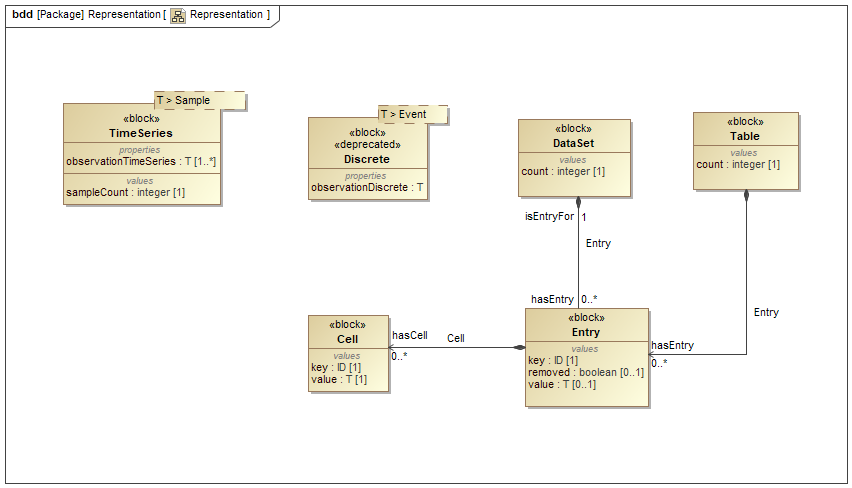 bdd [Package] Representation [ Representation ]
T > Sample
«block»
TimeSeries
properties
observationTimeSeries : T [1..*]
values
sampleCount : integer [1]
T > Event
«block»
«deprecated»
Discrete
properties
observationDiscrete : T
«block»
DataSet
values
count : integer [1]
«block»
Table
values
count : integer [1]
isEntryFor 1
Entry
hasEntry 0..*
«block»
Cell
values
key : ID [1]
value : T [1]
hasCell
Cell
0..*
«block»
Entry
values
key : ID [1]
removed : boolean [0..1]
value : T [0..1]
Entry
hasEntry
0..*